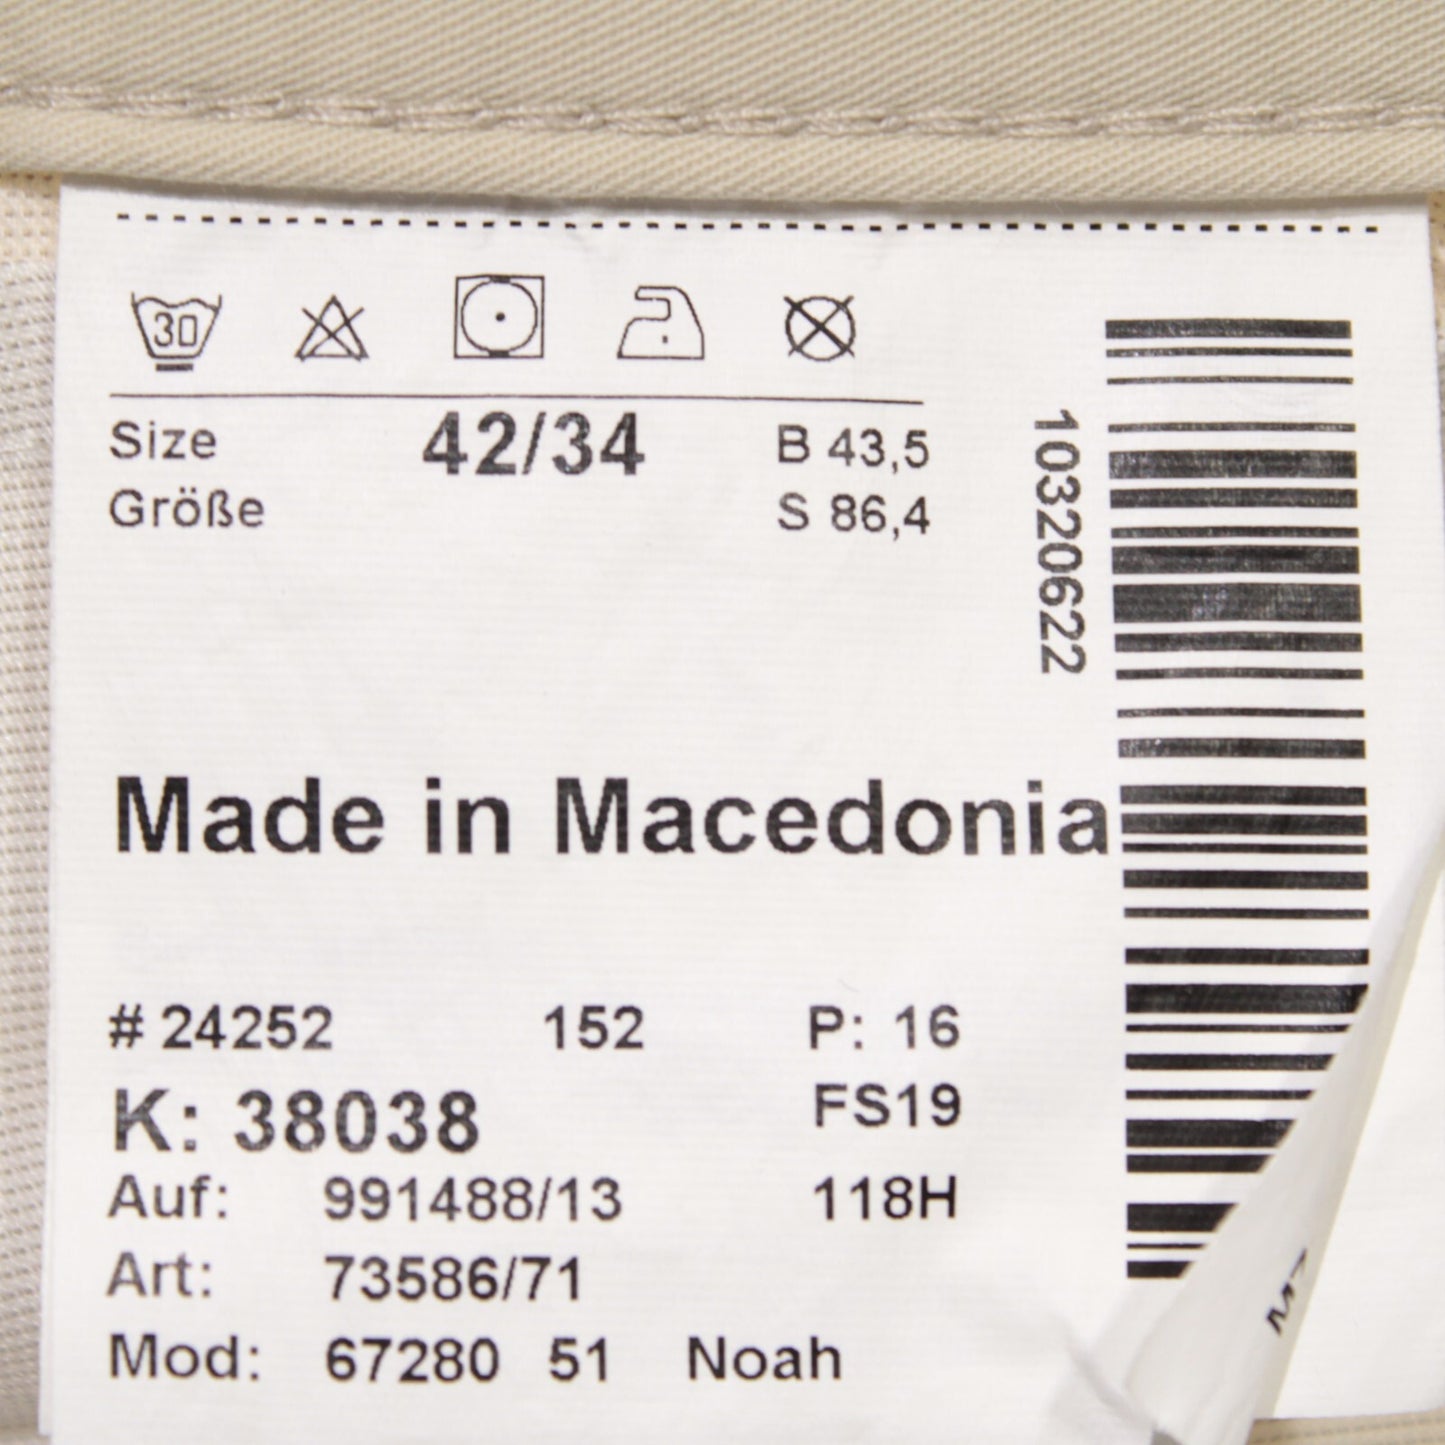 30
Size 42/34 B 43,5
Größe S 86,4
10320622
Made in Macedonia
# 24252 152 P: 16
K: 38038 FS19
Auf: 991488/13 118H
Art: 73586/71
Mod: 67280 51 Noah